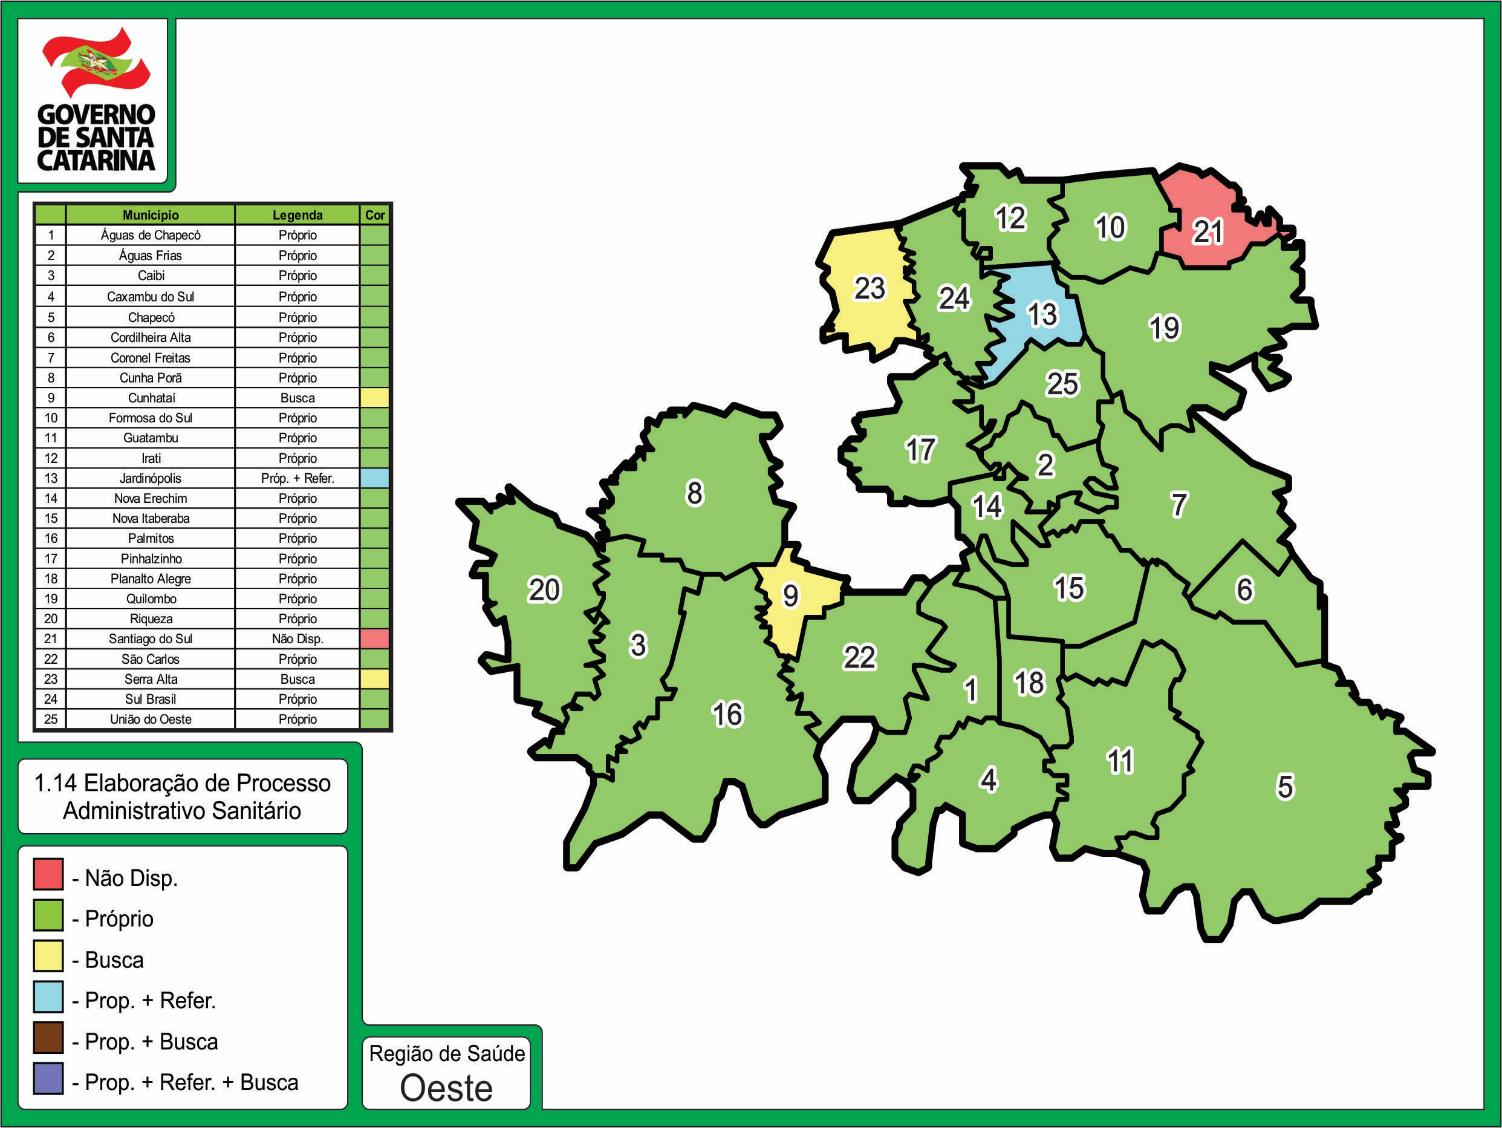 GOVERNO
DE SANTA
CATARINA
Município Legenda Cor
1 Águas de Chapecó Próprio
2 Águas Frias Próprio
3 Caibi Próprio
4 Caxambu do Sul Próprio
5 Chapecó Próprio
6 Cordilheira Alta Próprio
7 Coronel Freitas Próprio
8 Cunha Porã Próprio
9 Cunhataí Busca
10 Formosa do Sul Próprio
11 Guatambu Próprio
12 Irati Próprio
13 Jardinópolis Próp. + Refer.
14 Nova Erechim Próprio
15 Nova Itaberaba Próprio
16 Palmitos Próprio
17 Pinhalzinho Próprio
18 Planalto Alegre Próprio
19 Quilombo Próprio
20 Riqueza Próprio
21 Santiago do Sul Não Disp.
22 São Carlos Próprio
23 Serra Alta Busca
24 Sul Brasil Próprio
25 União do Oeste Próprio
1.14 Elaboração de Processo
Administrativo Sanitário
- Não Disp.
- Próprio
- Busca
- Prop. + Refer.
- Prop. + Busca
- Prop. + Refer. + Busca
Região de Saúde
Oeste
12
10
21
23
24
13
19
25
17
2
8
14
7
20
9
15
6
3
22
1
18
16
4
11
5